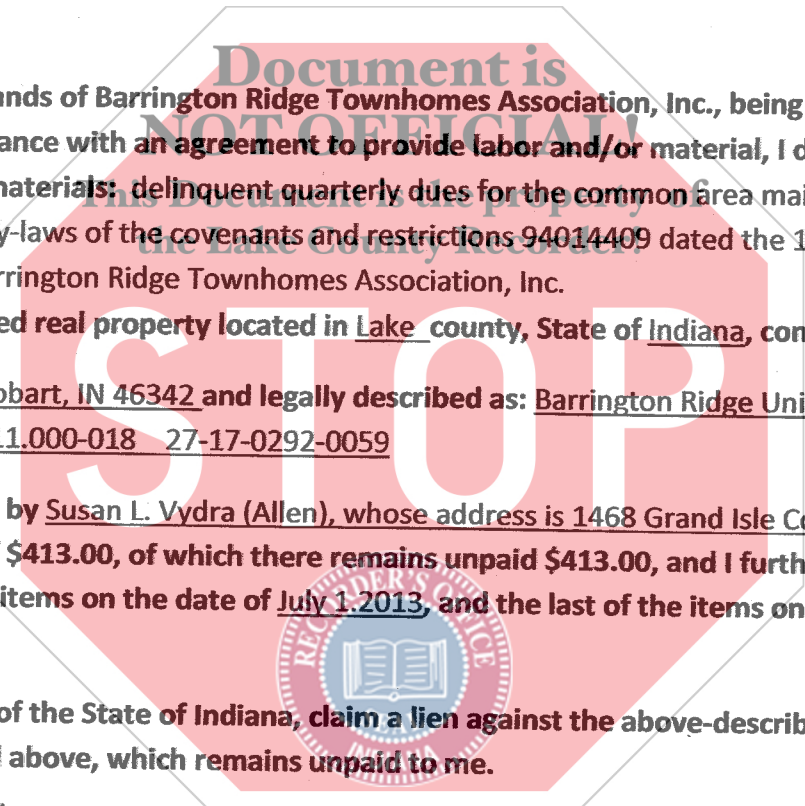 Document is
ands of Barrington Ridge Townhomes Association, Inc., being
NOT OFFICIAL!
ance with an agreement to provide labor and/or material, I d
materials: delinquent quarterly dues for the common area mai
This Document is the property of
y-laws of the covenants and restrictions 94014409 dated the 1
the Lake County Recorder!
rrington Ridge Townhomes Association, Inc.
ed real property located in Lake county, State of Indiana, com
STOP
obart, IN 46342 and legally described as: Barrington Ridge Uni
11.000-018 27-17-0292-0059
by Susan L. Vydra (Allen), whose address is 1468 Grand Isle Co
$413.00, of which there remains unpaid $413.00, and I furth
items on the date of July 1.2013, and the last of the items on
RECORDER'S OFFICE
of the State of Indiana, claim a lien against the above-describ
INDIANA
above, which remains unpaid to me.